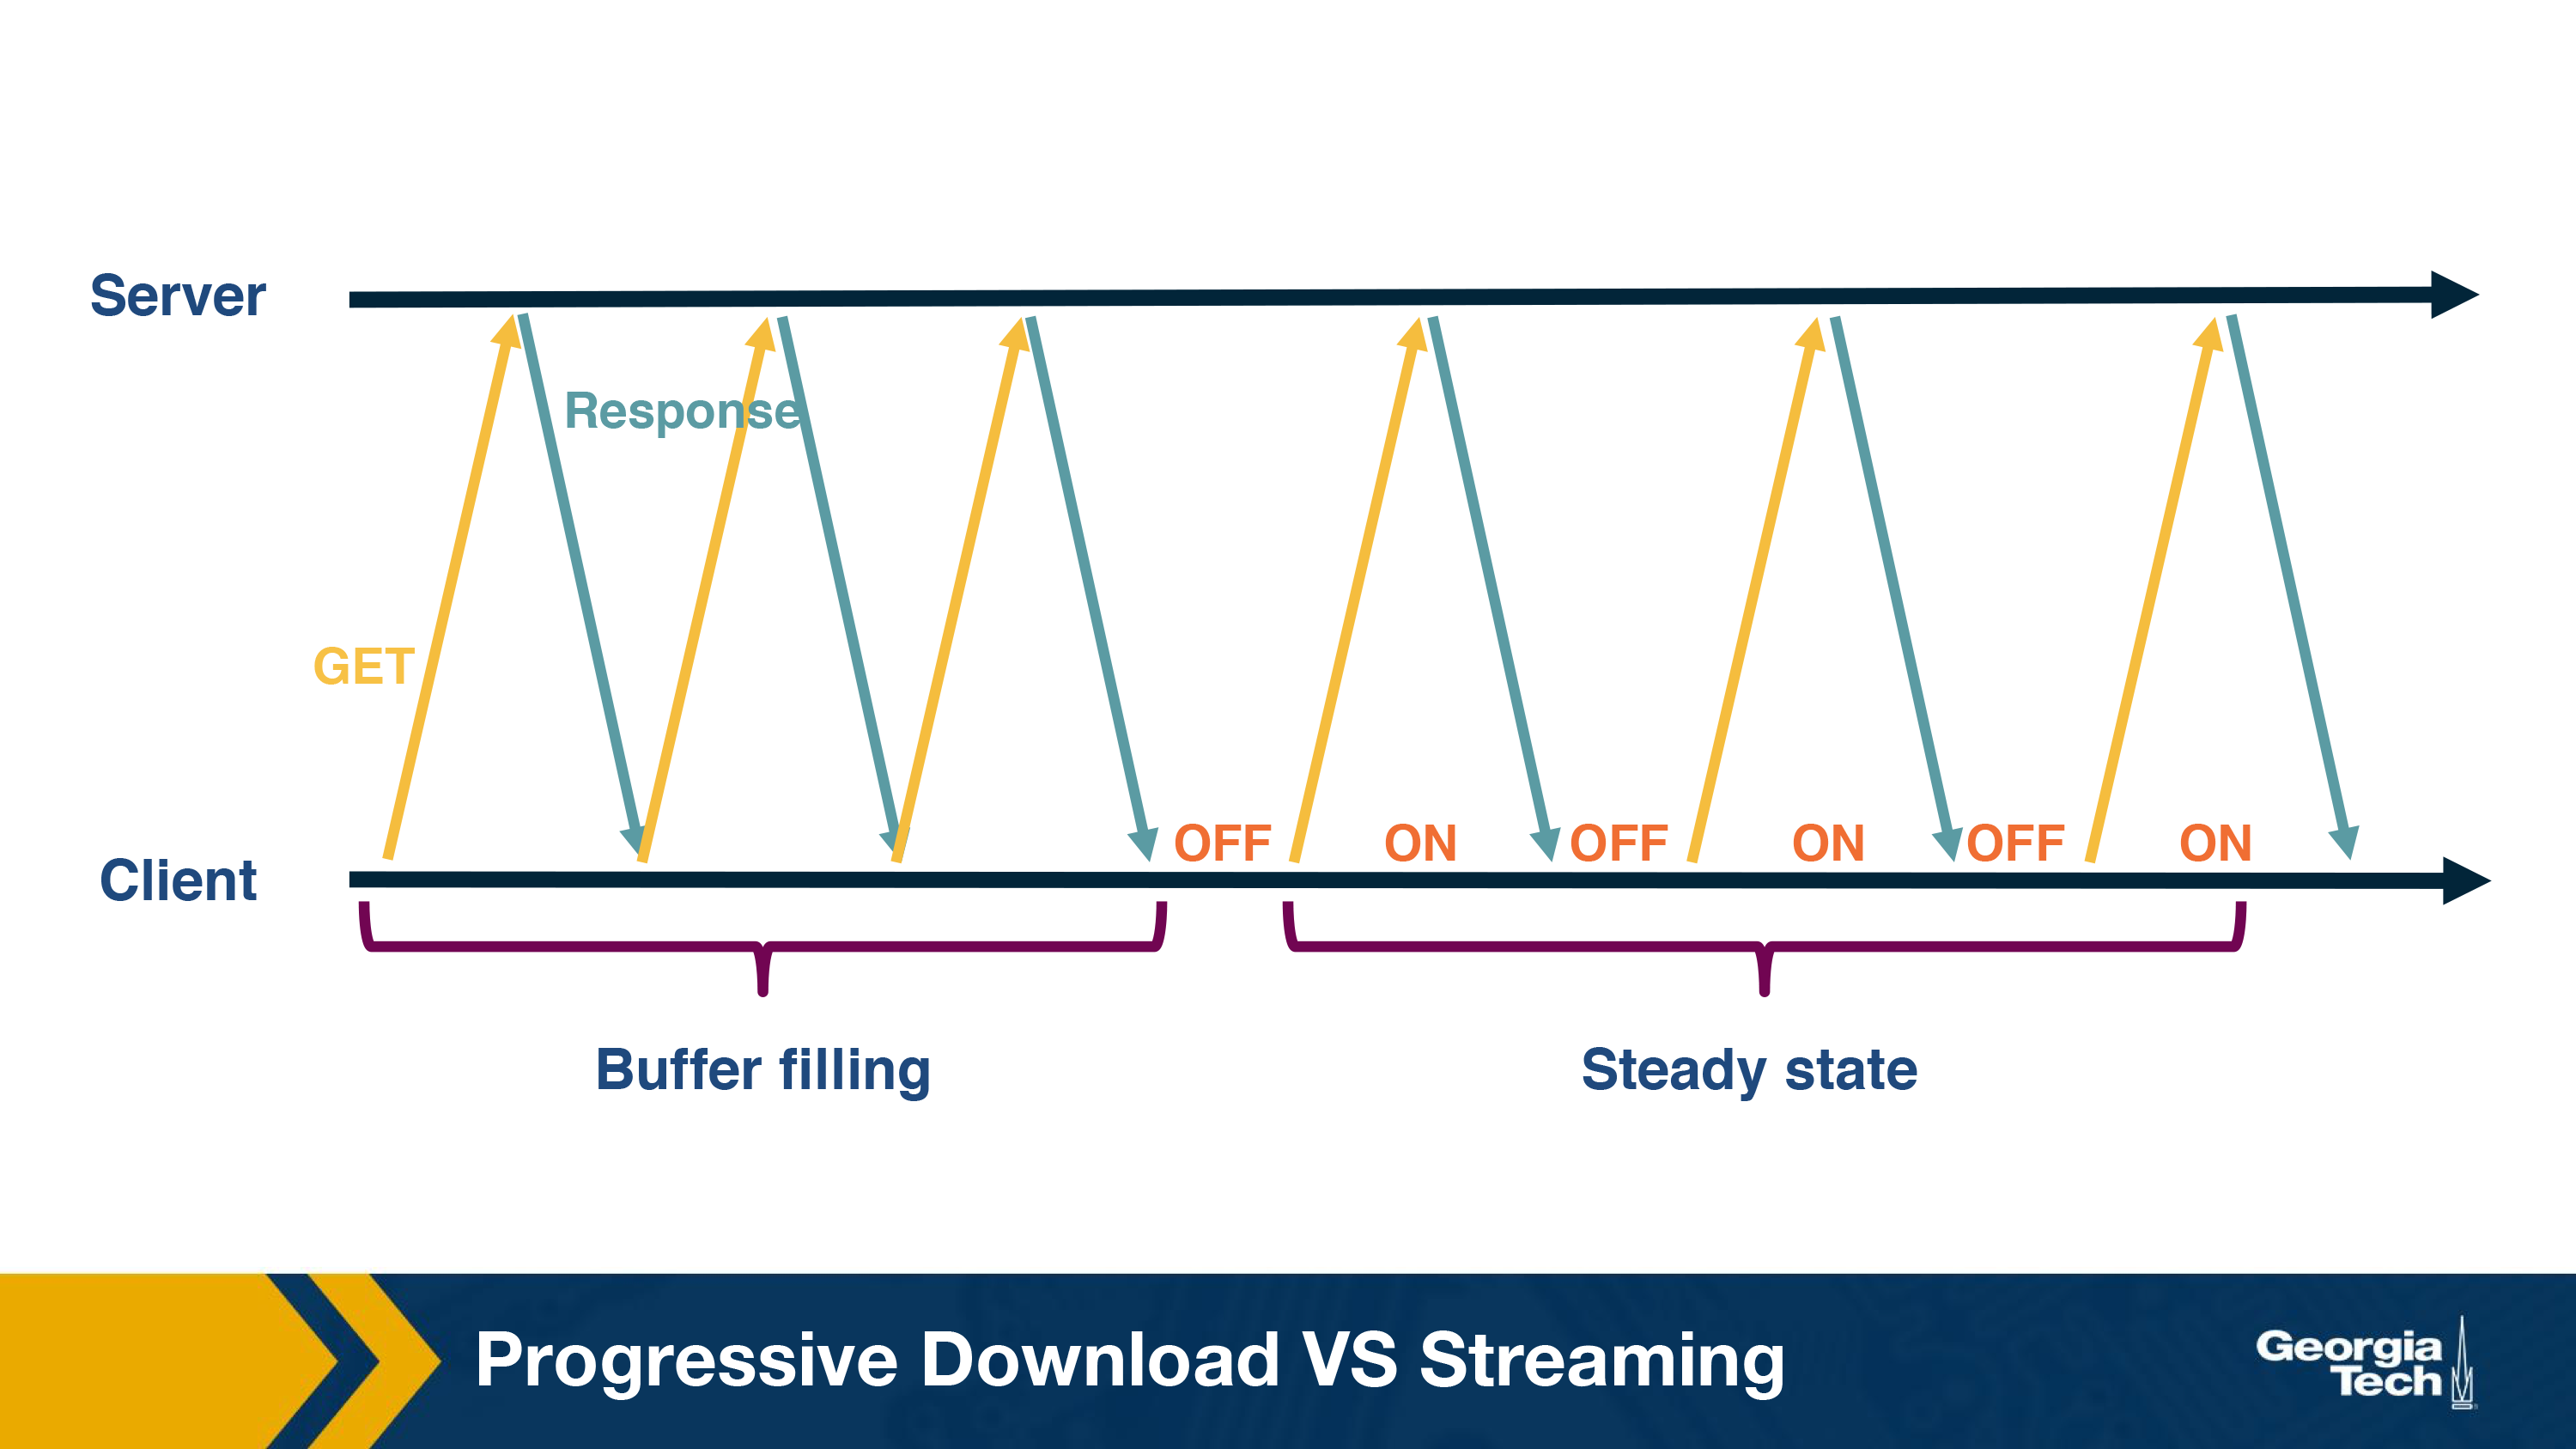 Server
Response
GET
OFF ON OFF ON OFF ON
Client
Buffer filling Steady state
Progressive Download VS Streaming
Georgia
Tech